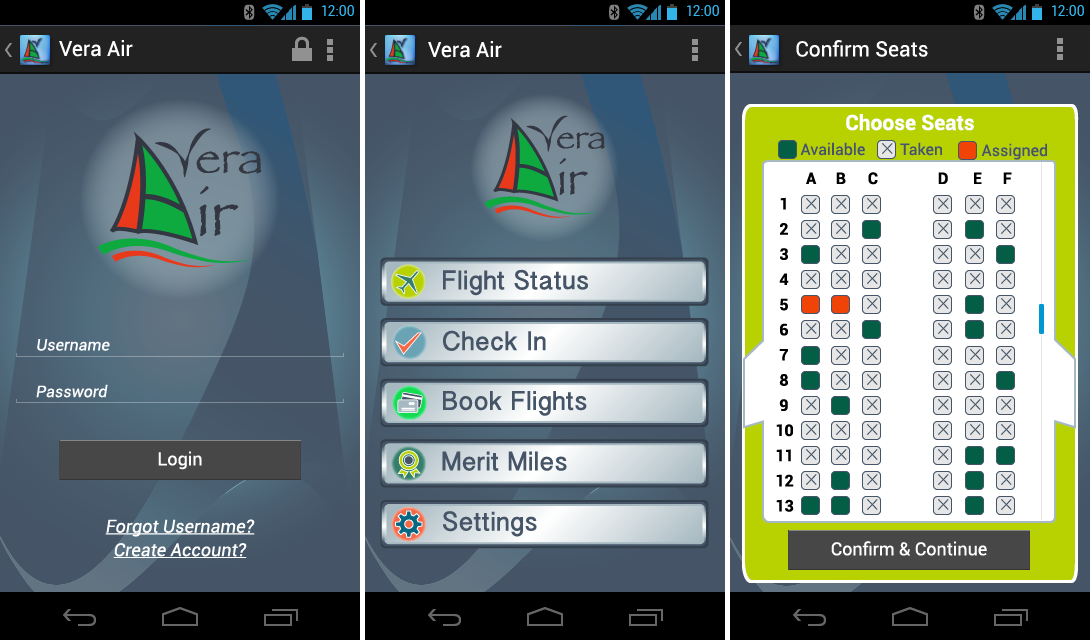 12:00
Vera Air
Vera
Air
Username
Password
Login
Forgot Username?
Create Account?
12:00
Vera Air
Vera
Air
Flight Status
Check In
Book Flights
Merit Miles
Settings
12:00
Confirm Seats
Choose Seats
Available Taken Assigned
A B C D E F
1
2
3
4
5
6
7
8
9
10
11
12
13
Confirm & Continue